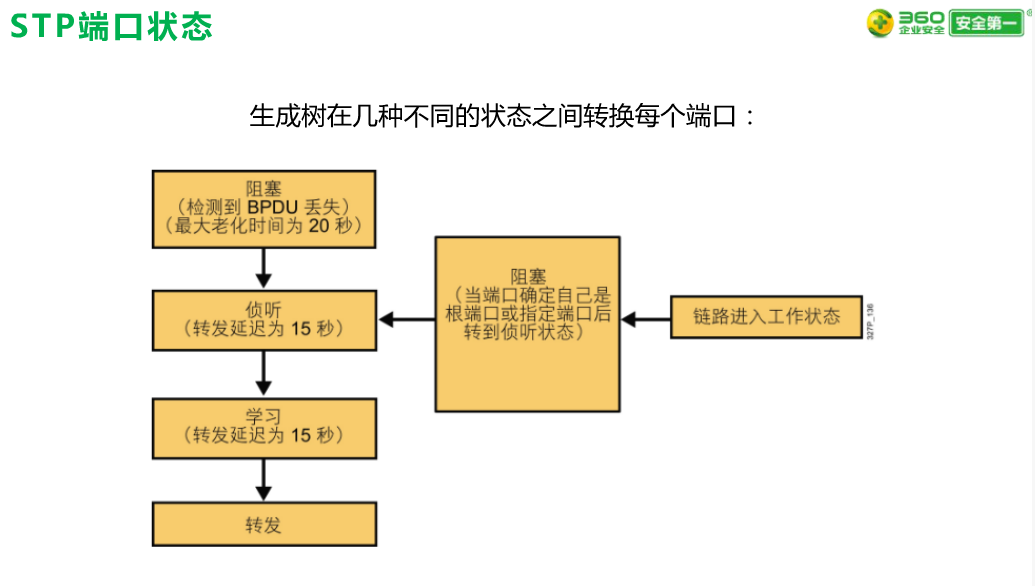 STP端口状态
360
企业安全
安全第一
生成树在几种不同的状态之间转换每个端口：
阻塞
（检测到 BPDU 丢失）
（最大老化时间为 20 秒）
侦听
（转发延迟为 15 秒）
学习
（转发延迟为 15 秒）
转发
阻塞
（当端口确定自己是
根端口或指定端口后
转到侦听状态）
链路进入工作状态
327P_136